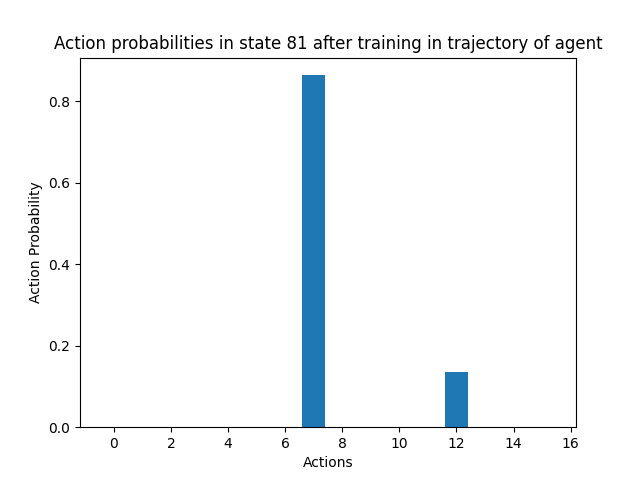 Action probabilities in state 81 after training in trajectory of agent
0.8
0.6
0.4
0.2
0.0
Action Probability
0 2 4 6 8 10 12 14 16
Actions